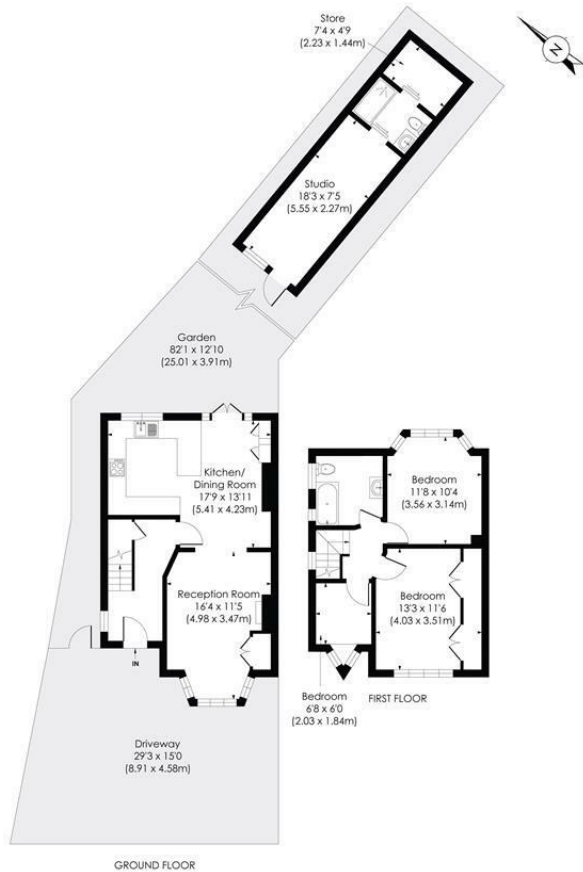 Store
7'4 x 4'9
(2.23 x 1.44m)
N
Studio
18'3 x 7'5
(5.55 x 2.27m)
Garden
82'1 x 12'10
(25.01 x 3.91m)
Kitchen/
Dining Room
17'9 x 13'11
(5.41 x 4.23m)
Reception Room
16'4 x 11'5
(4.98 x 3.47m)
IN
Driveway
29'3 x 15'0
(8.91 x 4.58m)
GROUND FLOOR
Bedroom
11'8 x 10'4
(3.56 x 3.14m)
Bedroom
13'3 x 11'6
(4.03 x 3.51m)
Bedroom
6'8 x 6'0
(2.03 x 1.84m)
FIRST FLOOR